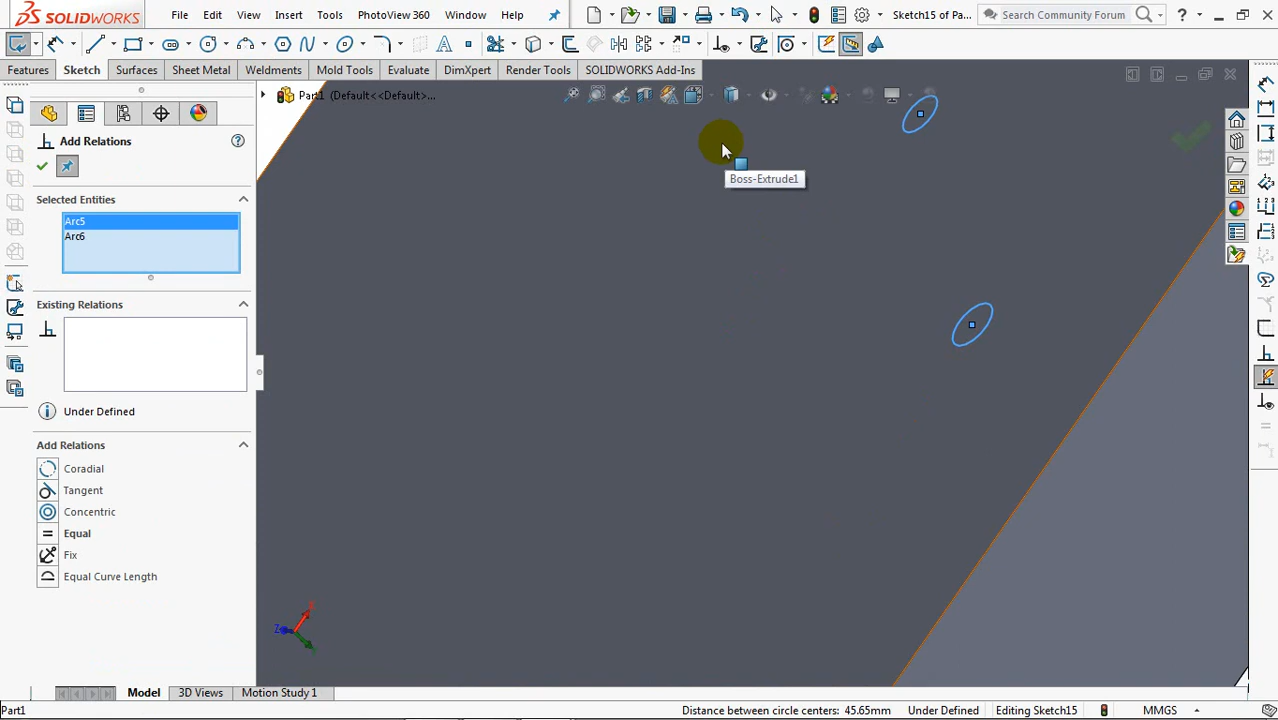 SOLIDWORKS
File
Edit
View
Insert
Tools
PhotoView 360
Window
Help
Sketch15 of Pa...
Search Community Forum
?
Features
Sketch
Surfaces
Sheet Metal
Weldments
Mold Tools
Evaluate
DimXpert
Render Tools
SOLIDWORKS Add-Ins
Part1 (Default<<Default>...
Add Relations
Selected Entities
Arc5
Arc6
Existing Relations
Under Defined
Add Relations
Coradial
Tangent
Concentric
Equal
Fix
Equal Curve Length
Boss-Extrude1
Z
Model
3D Views
Motion Study 1
Part1
Distance between circle centers: 45.65mm
Under Defined
Editing Sketch15
MMGS